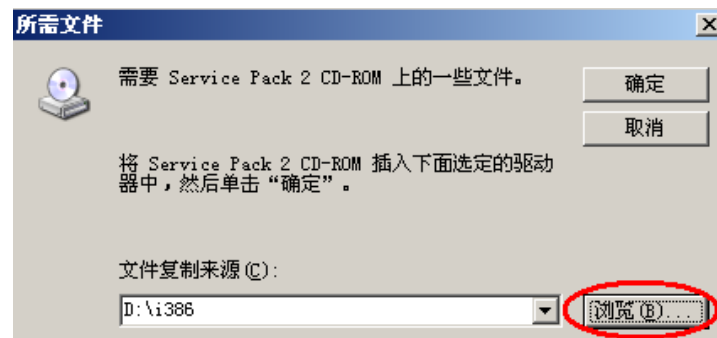 所需文件
需要 Service Pack 2 CD-ROM 上的一些文件。
确定
取消
将 Service Pack 2 CD-ROM 插入下面选定的驱动
器中，然后单击“确定”。
文件复制来源(C):
D:\i386
浏览(B)...